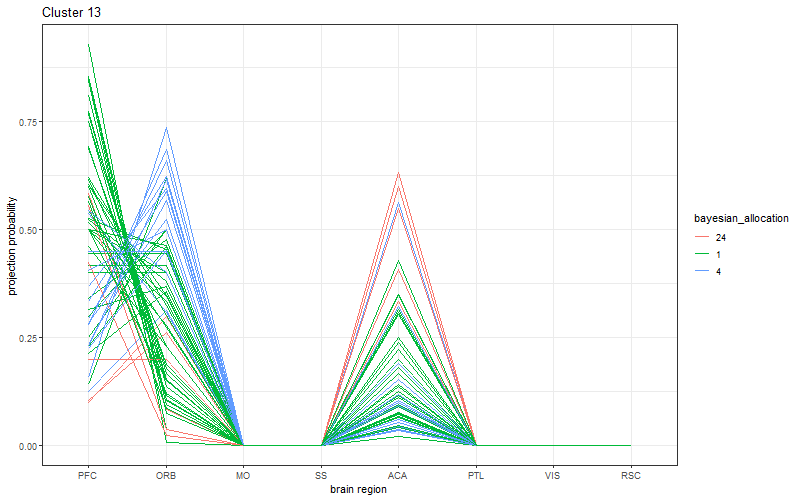 Cluster 13
projection probability
0.75
0.50
0.25
0.00
PFC ORB MO SS ACA PTL VIS RSC
brain region
bayesian_allocation
24
1
4